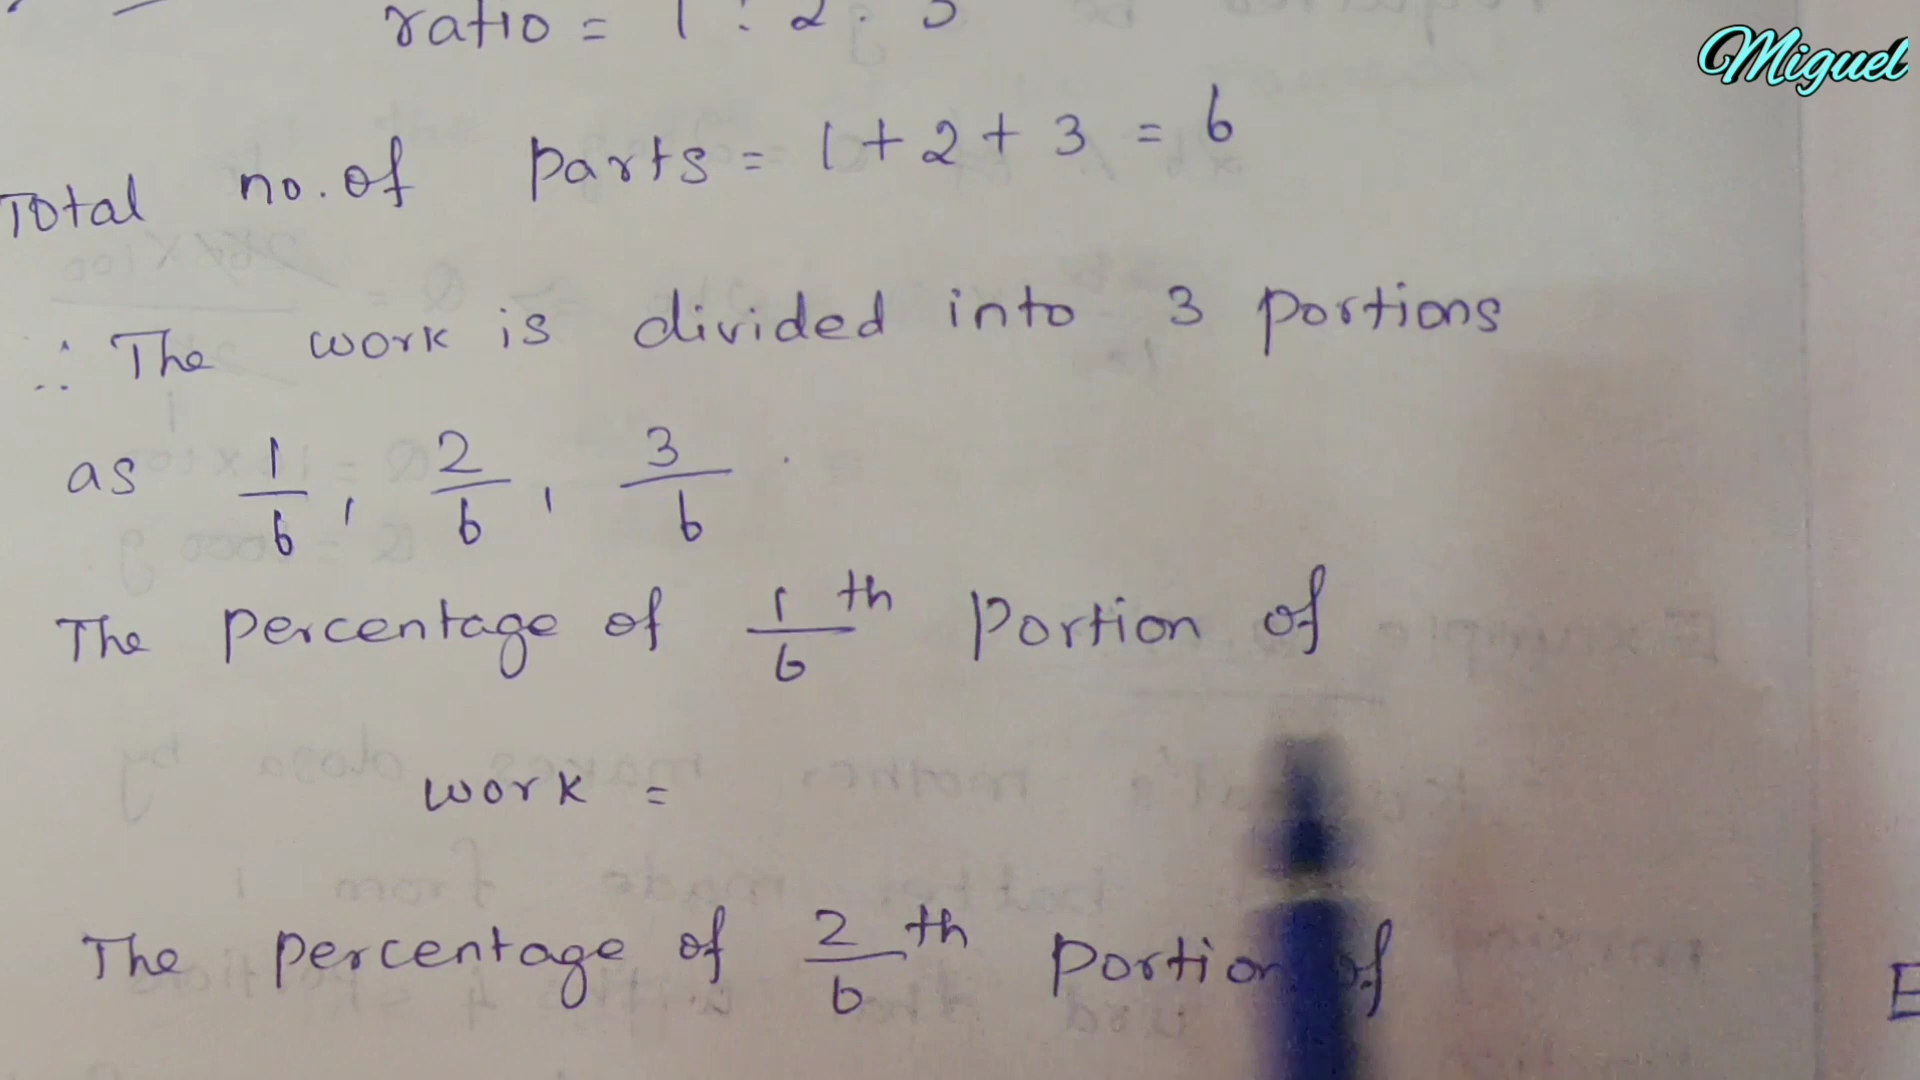 ratio = 1 : 2 : 3
Miguel
Total no. of parts = 1 + 2 + 3 = 6
∴ The work is divided into 3 portions
as 1/6, 2/6, 3/6.
The percentage of 1/6 th portion of
work =
The percentage of 2/6 th portion of
E